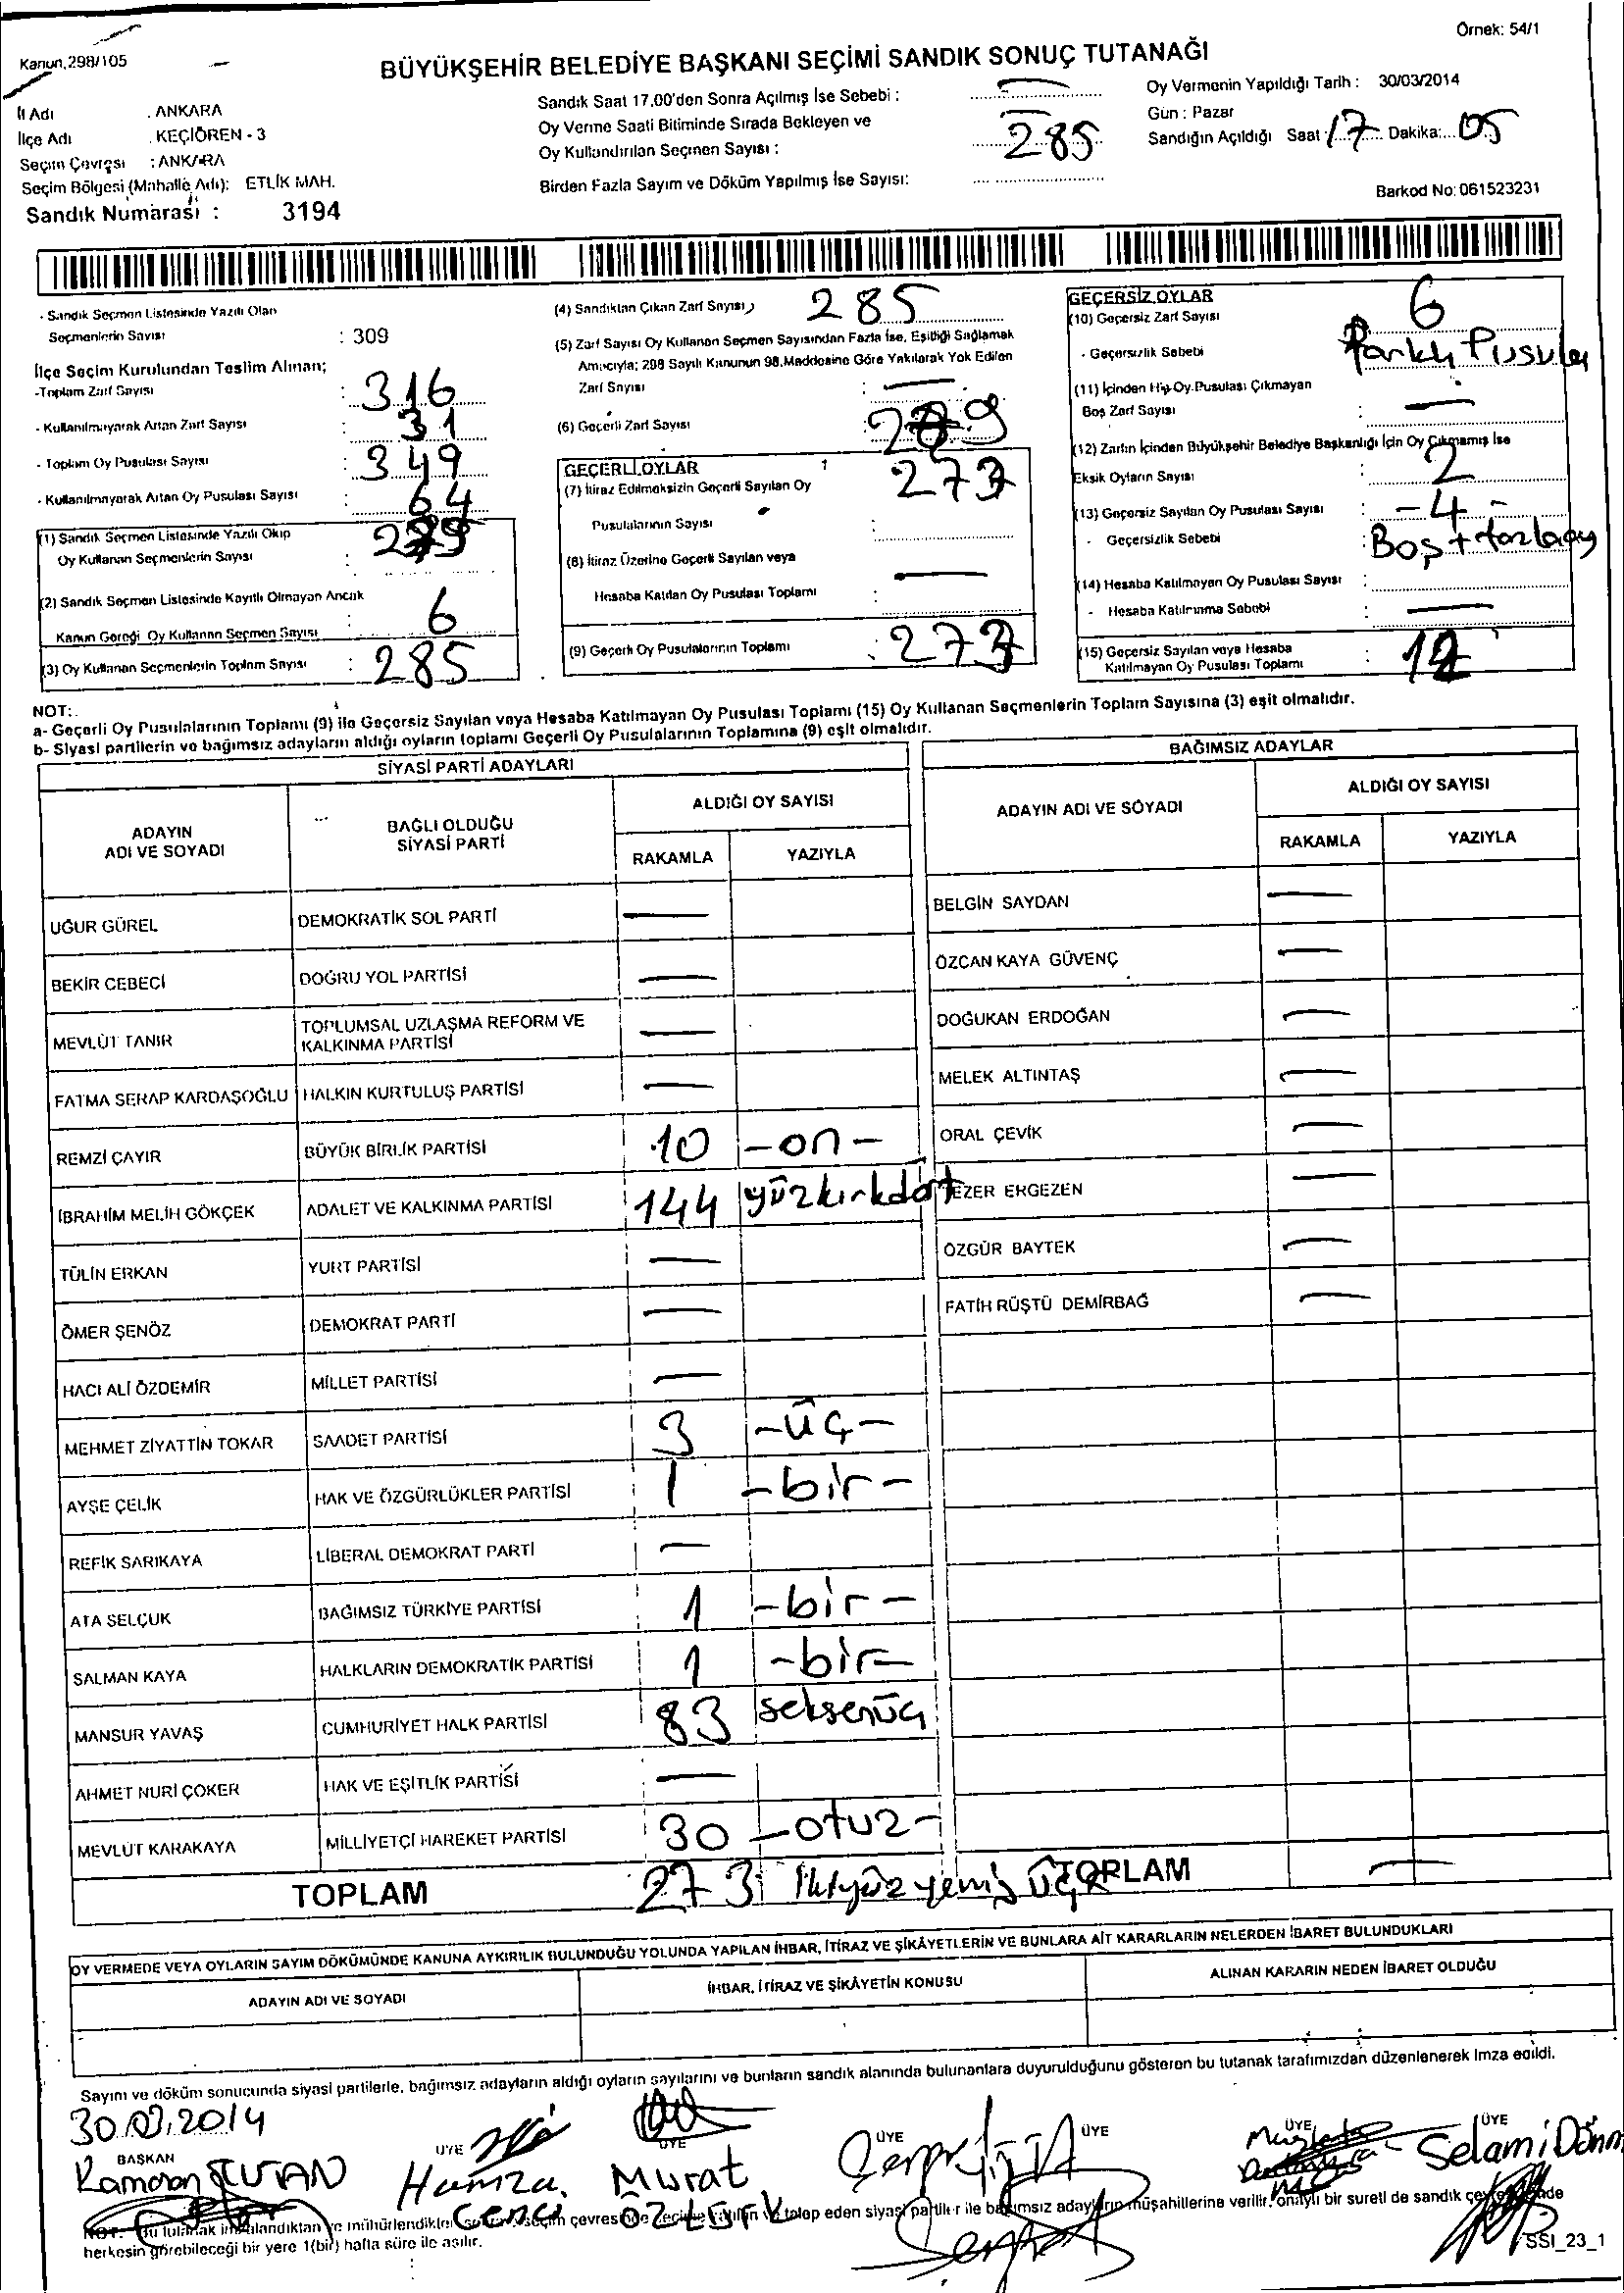 Örnek: 54/1
Kanun,298/105
BÜYÜKŞEHİR BELEDİYE BAŞKANI SEÇİMİ SANDIK SONUÇ TUTANAĞI
İl Adı : ANKARA
İlçe Adı : KEÇİÖREN - 3
Seçim Çevresi : ANKARA
Seçim Bölgesi (Mahalle Adı): ETLİK MAH.
Sandık Numarası : 3194
Sandık Saat 17.00'den Sonra Açılmış İse Sebebi : —
Oy Verme Saati Bitiminde Sırada Bekleyen ve
Oy Kullandırılan Seçmen Sayısı : 285
Birden Fazla Sayım ve Döküm Yapılmış İse Sayısı:
Oy Vermenin Yapıldığı Tarih : 30/03/2014
Gün : Pazar
Sandığın Açıldığı Saat : 17 Dakika: 05
Barkod No: 061523231
- Sandık Seçmen Listesinde Yazılı Olan
Seçmenlerin Sayısı : 309
İlçe Seçim Kurulundan Teslim Alınan;
-Toplam Zarf Sayısı : 316
- Kullanılmayarak Artan Zarf Sayısı : 31
- Toplam Oy Pusulası Sayısı : 349
- Kullanılmayarak Artan Oy Pusulası Sayısı : 64
(1) Sandık Seçmen Listesinde Yazılı Olup
Oy Kullanan Seçmenlerin Sayısı : 279
(2) Sandık Seçmen Listesinde Kayıtlı Olmayan Ancak
Kanun Gereği Oy Kullanan Seçmen Sayısı : 6
(3) Oy Kullanan Seçmenlerin Toplam Sayısı : 285
(4) Sandıktan Çıkan Zarf Sayısı 285
(5) Zarf Sayısı Oy Kullanan Seçmen Sayısından Fazla İse, Eşitliği Sağlamak
Amacıyla; 298 Sayılı Kanunun 98.Maddesine Göre Yakılarak Yok Edilen
Zarf Sayısı : —
(6) Geçerli Zarf Sayısı : 279
GEÇERLİ OYLAR
(7) İtiraz Edilmeksizin Geçerli Sayılan Oy 273
Pusulalarının Sayısı :
(8) İtiraz Üzerine Geçerli Sayılan veya
Hesaba Katılan Oy Pusulası Toplamı : —
(9) Geçerli Oy Pusulalarının Toplamı : 273
GEÇERSİZ OYLAR
(10) Geçersiz Zarf Sayısı 6
- Geçersizlik Sebebi Farklı Pusula
(11) İçinden Hiç Oy Pusulası Çıkmayan
Boş Zarf Sayısı : —
(12) Zarfın İçinden Büyükşehir Belediye Başkanlığı İçin Oy Çıkmamış İse
Eksik Oyların Sayısı : 2
(13) Geçersiz Sayılan Oy Pusulası Sayısı : -4-
- Geçersizlik Sebebi : Boş + fazla oy
(14) Hesaba Katılmayan Oy Pusulası Sayısı :
- Hesaba Katılmama Sebebi : —
(15) Geçersiz Sayılan veya Hesaba
Katılmayan Oy Pusulası Toplamı : 12
NOT:
a- Geçerli Oy Pusulalarının Toplamı (9) ile Geçersiz Sayılan veya Hesaba Katılmayan Oy Pusulası Toplamı (15) Oy Kullanan Seçmenlerin Toplam Sayısına (3) eşit olmalıdır.
b- Siyasi partilerin ve bağımsız adayların aldığı oyların toplamı Geçerli Oy Pusulalarının Toplamına (9) eşit olmalıdır.
SİYASİ PARTİ ADAYLARI
ADAYIN ADI VE SOYADI BAĞLI OLDUĞU SİYASİ PARTİ ALDIĞI OY SAYISI
RAKAMLA YAZIYLA
UĞUR GÜREL DEMOKRATİK SOL PARTİ —
BEKİR CEBECİ DOĞRU YOL PARTİSİ —
MEVLÜT TANIR TOPLUMSAL UZLAŞMA REFORM VE KALKINMA PARTİSİ —
FATMA SERAP KARDAŞOĞLU HALKIN KURTULUŞ PARTİSİ —
REMZİ ÇAYIR BÜYÜK BİRLİK PARTİSİ 10 -on-
İBRAHİM MELİH GÖKÇEK ADALET VE KALKINMA PARTİSİ 144 yüzkırkdört
TÜLİN ERKAN YURT PARTİSİ —
ÖMER ŞENÖZ DEMOKRAT PARTİ —
HACI ALİ ÖZDEMİR MİLLET PARTİSİ —
MEHMET ZİYATTİN TOKAR SAADET PARTİSİ 3 -üç-
AYŞE ÇELİK HAK VE ÖZGÜRLÜKLER PARTİSİ 1 -bir-
REFİK SARIKAYA LİBERAL DEMOKRAT PARTİ —
ATA SELÇUK BAĞIMSIZ TÜRKİYE PARTİSİ 1 -bir-
SALMAN KAYA HALKLARIN DEMOKRATİK PARTİSİ 1 -bir-
MANSUR YAVAŞ CUMHURİYET HALK PARTİSİ 83 seksenüç
AHMET NURİ ÇOKER HAK VE EŞİTLİK PARTİSİ —
MEVLÜT KARAKAYA MİLLİYETÇİ HAREKET PARTİSİ 30 -otuz-
TOPLAM 273 İkiyüz yetmiş üç
BAĞIMSIZ ADAYLAR
ADAYIN ADI VE SOYADI ALDIĞI OY SAYISI
RAKAMLA YAZIYLA
BELGİN SAYDAN —
ÖZCAN KAYA GÜVENÇ —
DOĞUKAN ERDOĞAN —
MELEK ALTINTAŞ —
ORAL ÇEVİK —
EZER ERGEZEN —
ÖZGÜR BAYTEK —
FATİH RÜŞTÜ DEMİRBAĞ —
TOPLAM —
OY VERMEDE VEYA OYLARIN SAYIM DÖKÜMÜNDE KANUNA AYKIRILIK BULUNDUĞU YOLUNDA YAPILAN İHBAR, İTİRAZ VE ŞİKÂYETLERİN VE BUNLARA AİT KARARLARIN NELERDEN İBARET BULUNDUKLARI
ADAYIN ADI VE SOYADI İHBAR, İTİRAZ VE ŞİKÂYETİN KONUSU ALINAN KARARIN NEDEN İBARET OLDUĞU
Sayım ve döküm sonucunda siyasi partilerle, bağımsız adayların aldığı oyların sayılarını ve bunların sandık alanında bulunanlara duyurulduğunu gösteren bu tutanak tarafımızdan düzenlenerek imza edildi.
30.03.2014
BAŞKAN ÜYE ÜYE ÜYE ÜYE ÜYE ÜYE
Kamoran Hamza Murat Selami
NOT: Bu tutanak imzalandıktan ve mühürlendikten sonra, seçim çevresinde talep eden siyasi partiler ile bağımsız adayların müşahillerine verilir, onaylı bir sureti de sandık çevresinde
herkesin görebileceği bir yere 1(bir) hafta süre ile asılır.
SSI_23_1